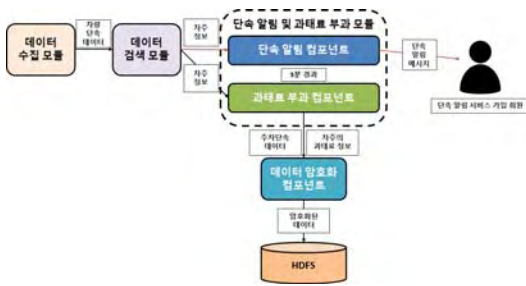 데이터
수집 모듈
차량
단속
데이터
데이터
검색 모듈
차주
정보
차주
정보
단속 알림 및 과태료 부과 모듈
단속 알림 컴포넌트
5분 경과
과태료 부과 컴포넌트
단속
알림
메시지
단속 알림 서비스 가입 회원
주차단속
데이터
차주의
과태료 정보
데이터 암호화
컴포넌트
암호화된
데이터
HDFS